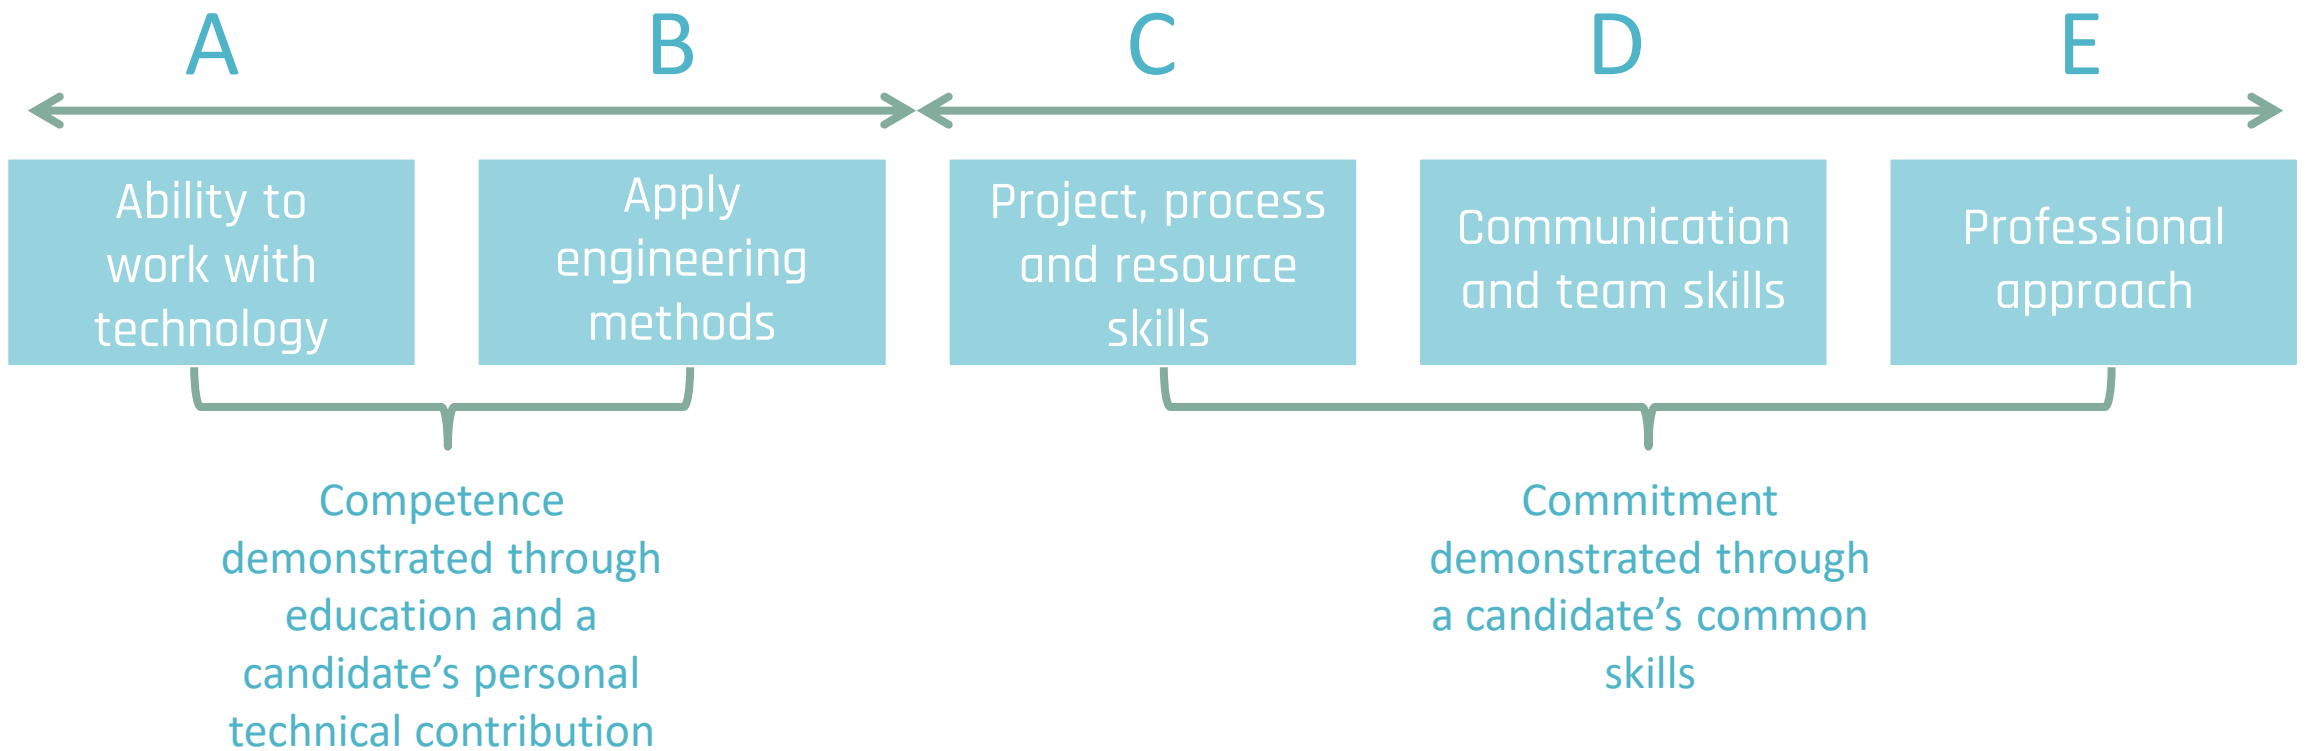 A
B
C
D
E
Ability to
work with
technology
Apply
engineering
methods
Project, process
and resource
skills
Communication
and team skills
Professional
approach
Competence
demonstrated through
education and a
candidate’s personal
technical contribution
Commitment
demonstrated through
a candidate’s common
skills